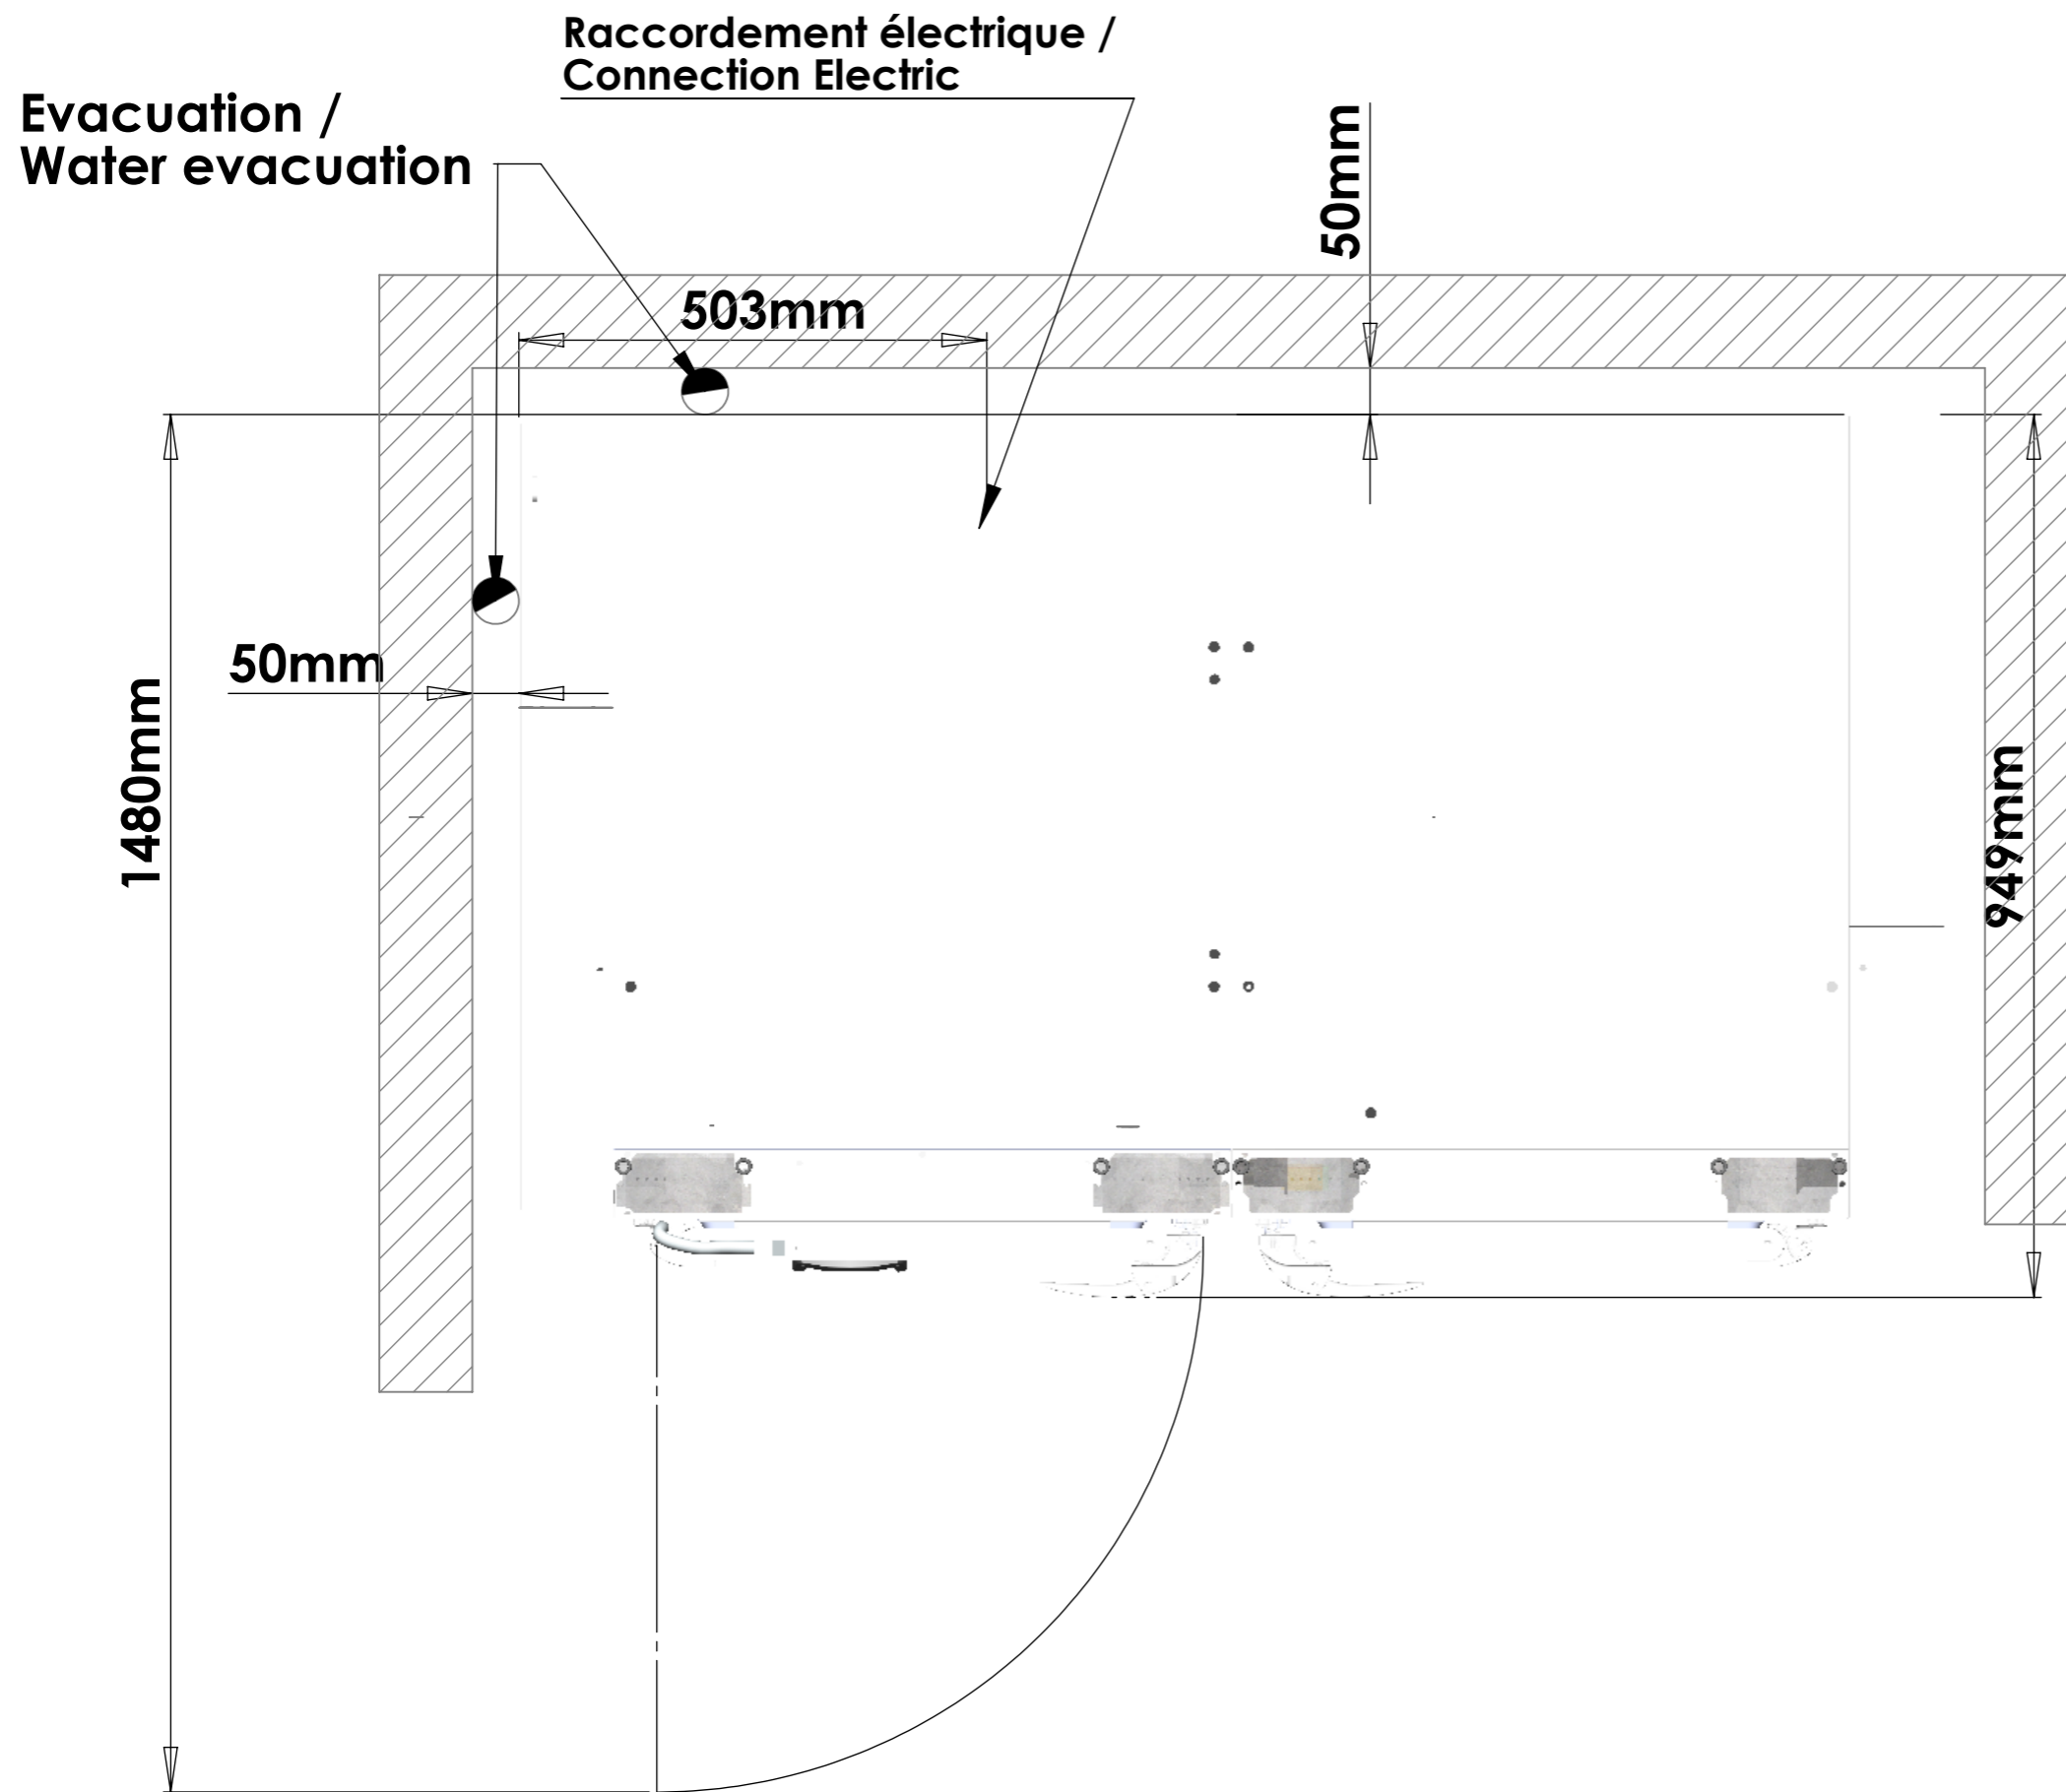 Raccordement électrique /
Connection Electric
Evacuation /
Water evacuation
50mm
503mm
50mm
1480mm
949mm